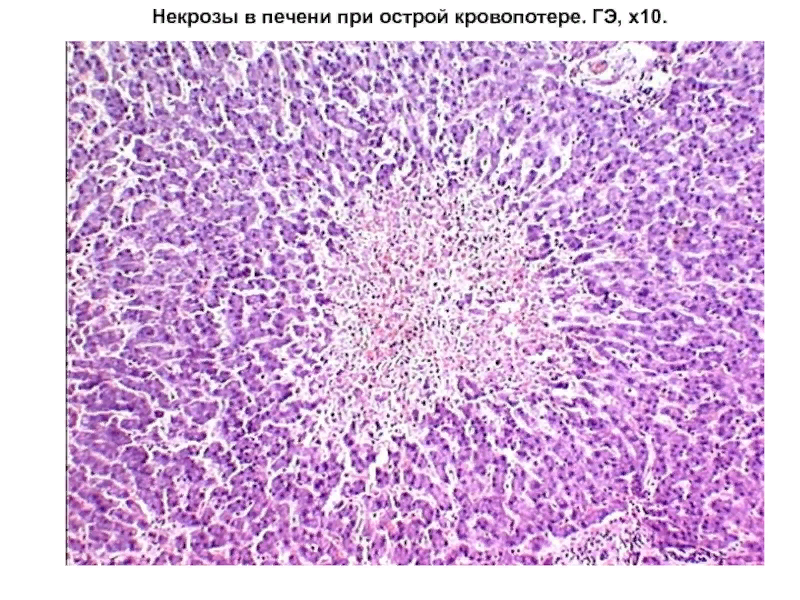 Некрозы в печени при острой кровопотере. ГЭ, х10.